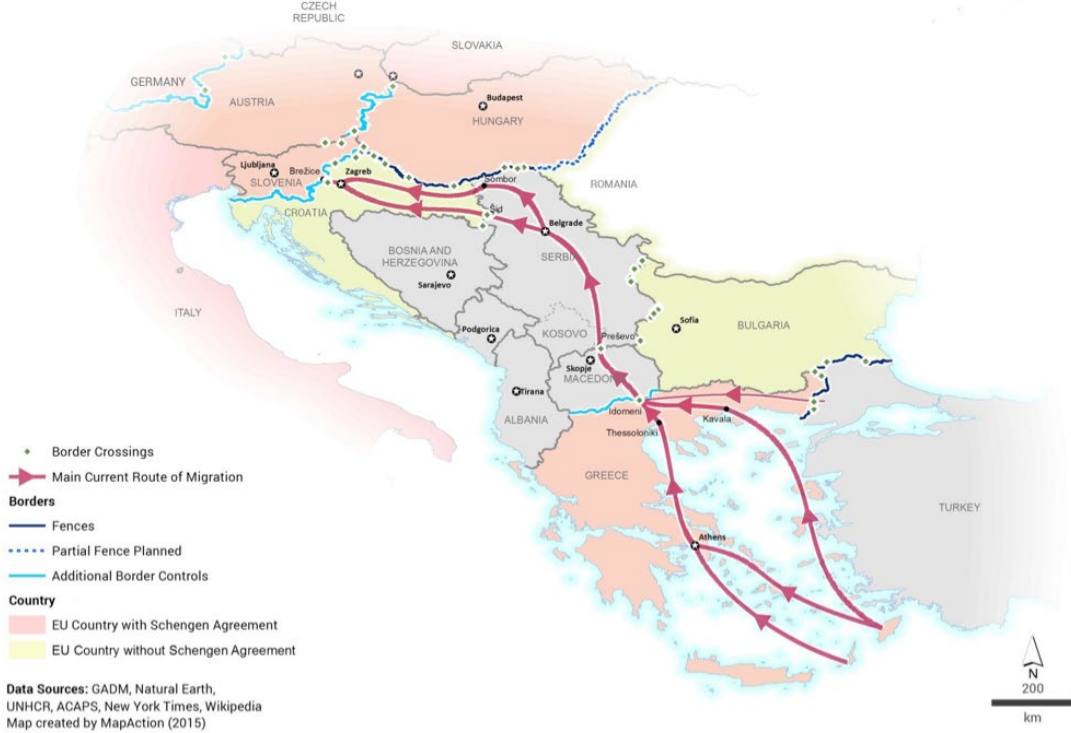 CZECH
REPUBLIC
SLOVAKIA
GERMANY
AUSTRIA
Budapest
HUNGARY
Ljubljana
SLOVENIA
Brežice
Zagreb
Sombor
ROMANIA
CROATIA
Šid
Belgrade
BOSNIA AND
HERZEGOVINA
Sarajevo
SERBIA
ITALY
Podgorica
KOSOVO
Preševo
Sofia
BULGARIA
Skopje
MACEDON
Tirana
ALBANIA
Idomeni
Kavala
Thessoloniki
GREECE
TURKEY
Athens
Border Crossings
Main Current Route of Migration
Borders
Fences
Partial Fence Planned
Additional Border Controls
Country
EU Country with Schengen Agreement
EU Country without Schengen Agreement
Data Sources: GADM, Natural Earth,
UNHCR, ACAPS, New York Times, Wikipedia
Map created by MapAction (2015)
N
200
km